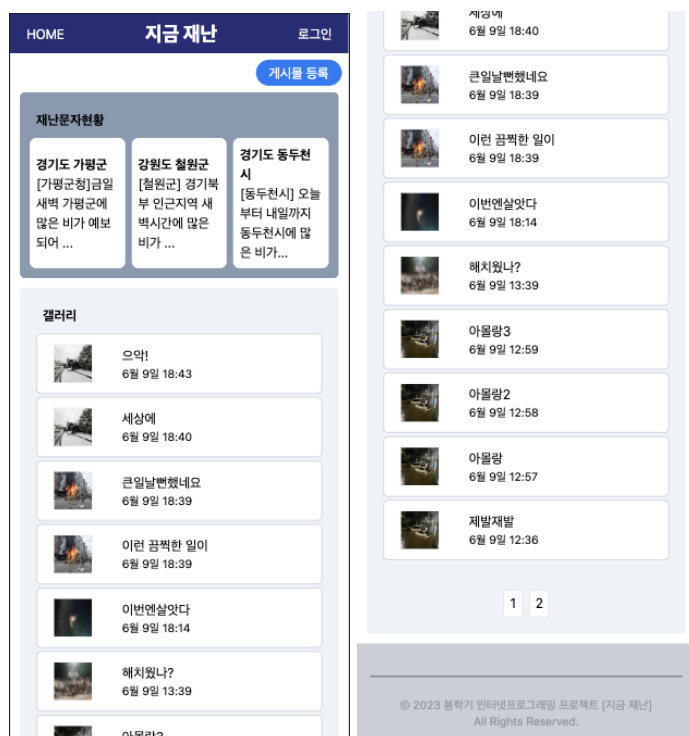 HOME 지금 재난 로그인
게시물 등록
재난문자현황
경기도 가평군
[가평군청]금일
새벽 가평군에
많은 비가 예보
되어 ...
강원도 철원군
[철원군] 경기북
부 인근지역 새
벽시간에 많은
비가 ...
경기도 동두천
시
[동두천시] 오늘
부터 내일까지
동두천시에 많
은 비가...
갤러리
으악!
6월 9일 18:43
세상에
6월 9일 18:40
큰일날뻔했네요
6월 9일 18:39
이런 끔찍한 일이
6월 9일 18:39
이번엔살앗다
6월 9일 18:14
해치웠나?
6월 9일 13:39
아몰랑3
세상에
6월 9일 18:40
큰일날뻔했네요
6월 9일 18:39
이런 끔찍한 일이
6월 9일 18:39
이번엔살앗다
6월 9일 18:14
해치웠나?
6월 9일 13:39
아몰랑3
6월 9일 12:59
아몰랑2
6월 9일 12:58
아몰랑
6월 9일 12:57
제발재발
6월 9일 12:36
1 2
© 2023 봄학기 인터넷프로그래밍 프로젝트 [지금 재난]
All Rights Reserved.